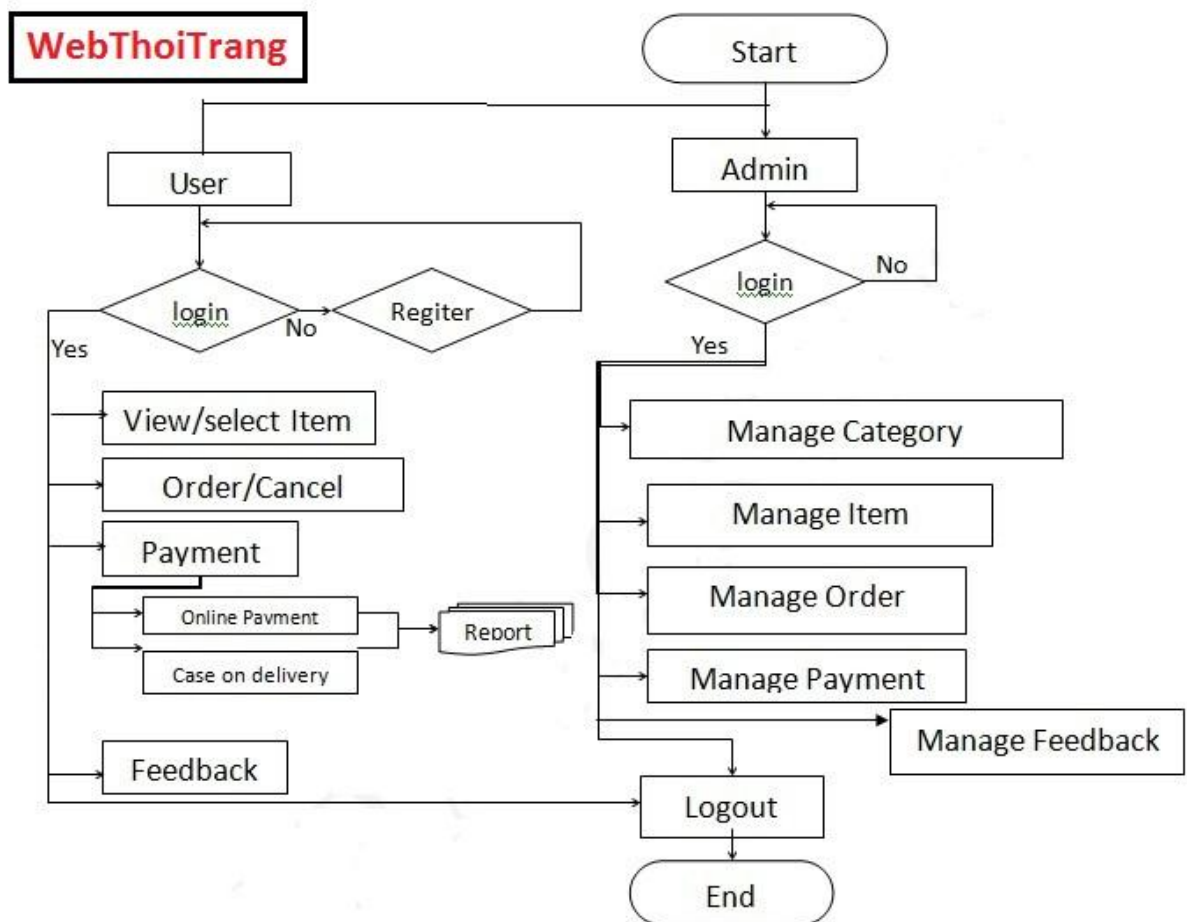 WebThoiTrang
Start
User
Admin
login
No
Regiter
Yes
login
No
Yes
View/select Item
Order/Cancel
Payment
Online Payment
Case on delivery
Report
Feedback
Manage Category
Manage Item
Manage Order
Manage Payment
Manage Feedback
Logout
End